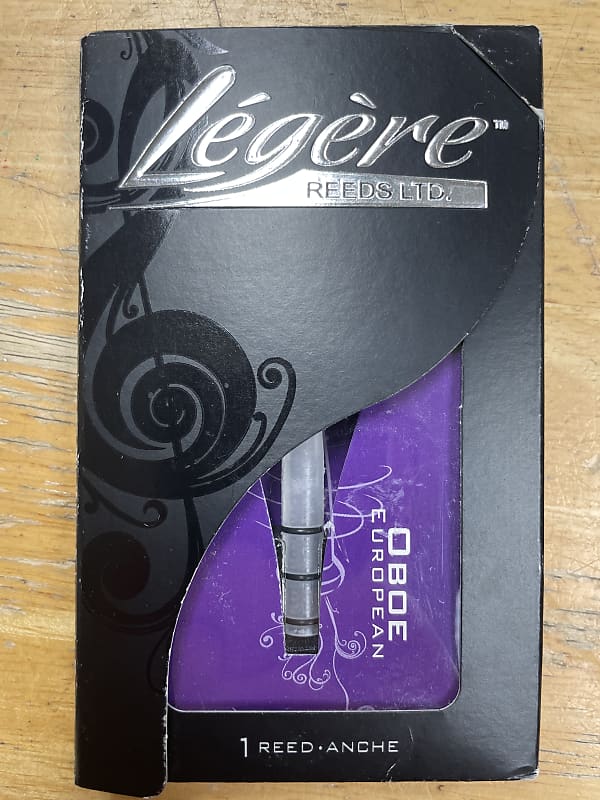 Légère™
REEDS LTD.
OBOE
EUROPEAN
1 REED·ANCHE